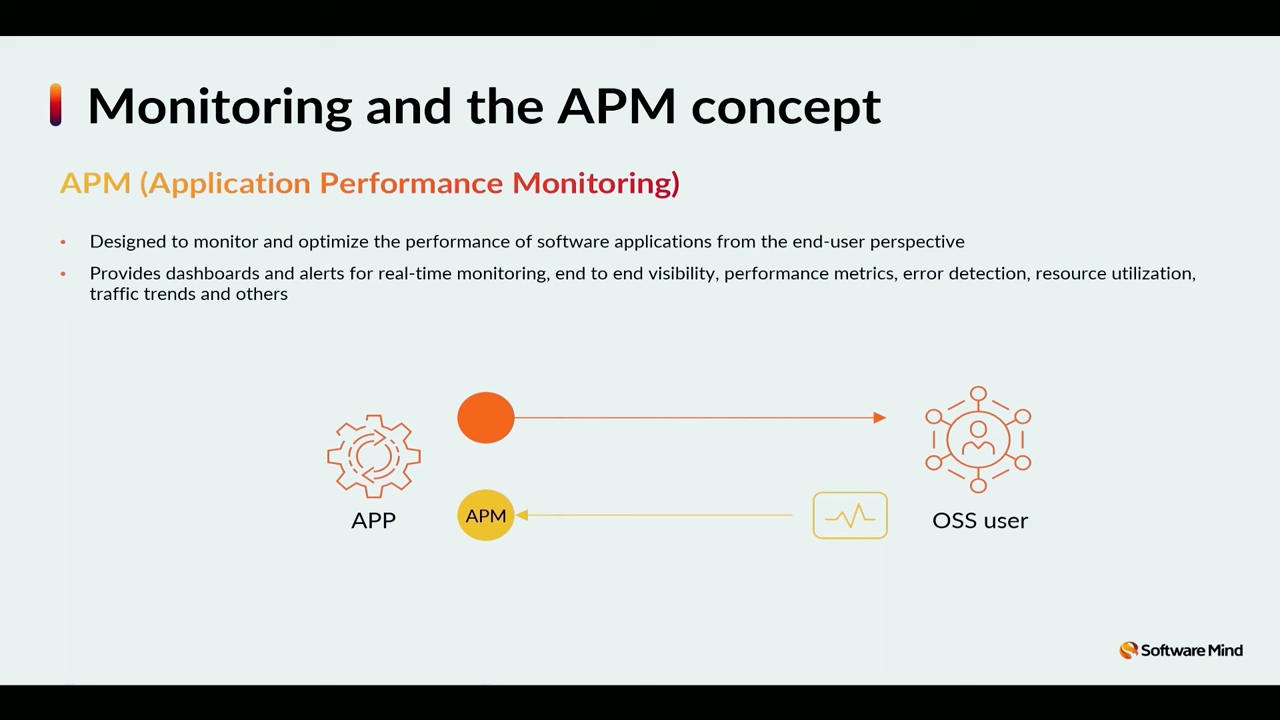 Monitoring and the APM concept
APM (Application Performance Monitoring)
• Designed to monitor and optimize the performance of software applications from the end-user perspective
• Provides dashboards and alerts for real-time monitoring, end to end visibility, performance metrics, error detection, resource utilization,
traffic trends and others
APP
APM
OSS user
Software Mind